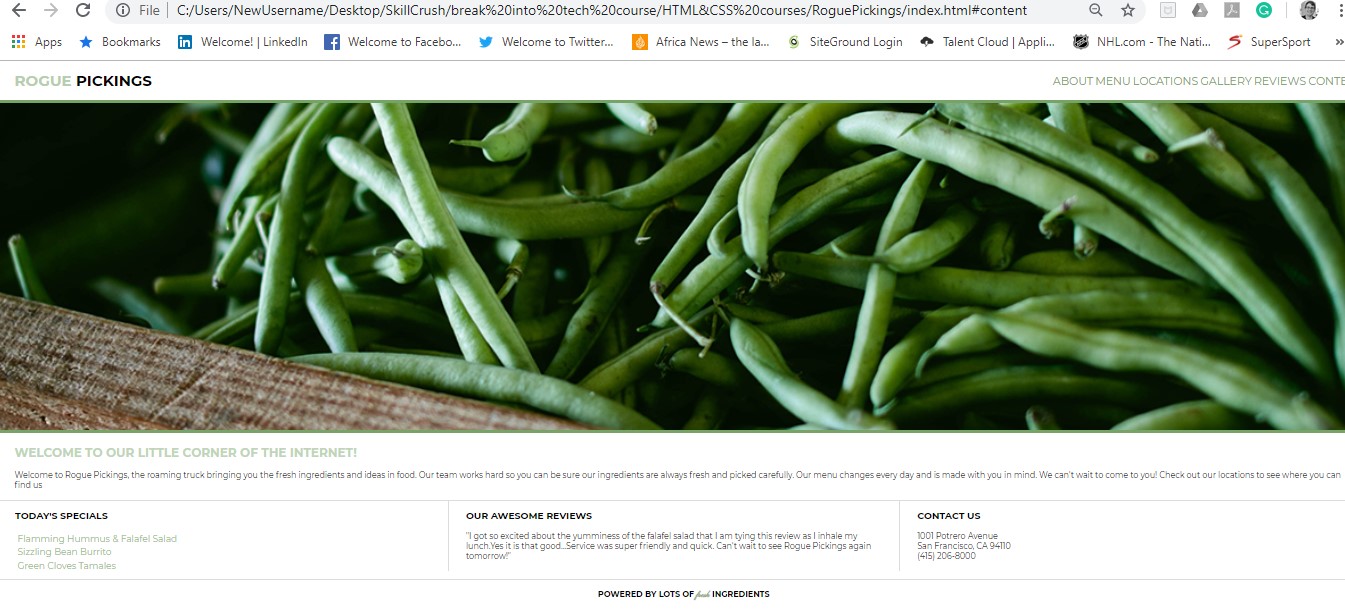 File
C:/Users/NewUsername/Desktop/SkillCrush/break%20into%20tech%20course/HTML&CSS%20courses/RoguePickings/index.html#content
Apps Bookmarks Welcome! | LinkedIn Welcome to Facebo... Welcome to Twitter... Africa News – the la... SiteGround Login Talent Cloud | Appli... NHL.com - The Nati... SuperSport »
ROGUE PICKINGS
ABOUT MENU LOCATIONS GALLERY REVIEWS CONTE
WELCOME TO OUR LITTLE CORNER OF THE INTERNET!
Welcome to Rogue Pickings, the roaming truck bringing you the fresh ingredients and ideas in food. Our team works hard so you can be sure our ingredients are always fresh and picked carefully. Our menu changes every day and is made with you in mind. We can't wait to come to you! Check out our locations to see where you can
find us
TODAY'S SPECIALS
Flamming Hummus & Falafel Salad
Sizzling Bean Burrito
Green Cloves Tamales
OUR AWESOME REVIEWS
"I got so excited about the yumminess of the falafel salad that I am tying this review as I inhale my
lunch.Yes it is that good...Service was super friendly and quick. Can't wait to see Rogue Pickings again
tomorrow!"
CONTACT US
1001 Potrero Avenue
San Francisco, CA 94110
(415) 206-8000
POWERED BY LOTS OF fresh INGREDIENTS